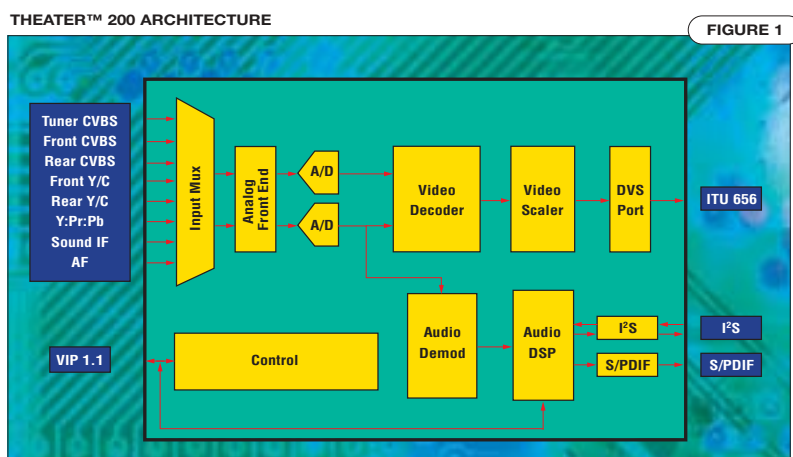 THEATER™ 200 ARCHITECTURE
FIGURE 1
Tuner CVBS
Front CVBS
Rear CVBS
Front Y/C
Rear Y/C
Y:Pr:Pb
Sound IF
AF
Input Mux
Analog
Front End
A/D
A/D
Video
Decoder
Video
Scaler
DVS
Port
ITU 656
Audio
Demod
Audio
DSP
I²S
I²S
S/PDIF
S/PDIF
VIP 1.1
Control